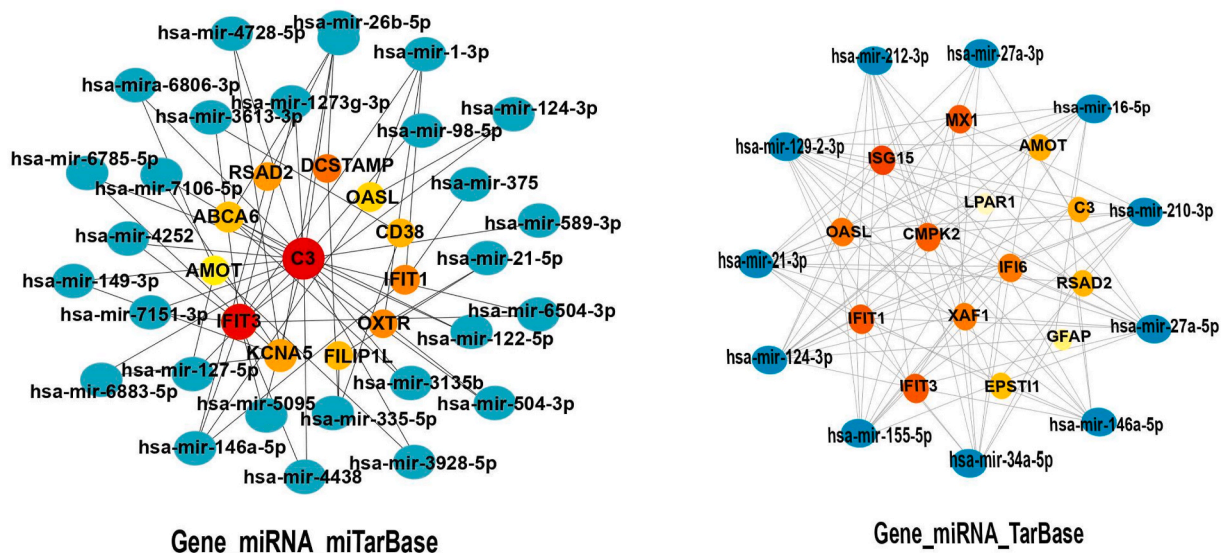 hsa-mir-4728-5p
hsa-mir-26b-5p
hsa-mir-1-3p
hsa-mira-6806-3p
hsa-mir-1273g-3p
hsa-mir-3613-3p
hsa-mir-124-3p
hsa-mir-98-5p
hsa-mir-6785-5p
hsa-mir-7106-5p
RSAD2
DCSTAMP
OASL
hsa-mir-375
ABCA6
CD38
hsa-mir-589-3p
hsa-mir-4252
C3
hsa-mir-21-5p
AMOT
IFIT1
hsa-mir-149-3p
hsa-mir-7151-3p
IFIT3
OXTR
hsa-mir-6504-3p
hsa-mir-122-5p
KCNA5
FILIP1L
hsa-mir-127-5p
hsa-mir-6883-5p
hsa-mir-3135b
hsa-mir-5095
hsa-mir-504-3p
hsa-mir-335-5p
hsa-mir-146a-5p
hsa-mir-3928-5p
hsa-mir-4438
Gene_miRNA_miTarBase
hsa-mir-212-3p
hsa-mir-27a-3p
hsa-mir-16-5p
MX1
hsa-mir-129-2-3p
ISG15
AMOT
LPAR1
C3
hsa-mir-210-3p
OASL
CMPK2
hsa-mir-21-3p
IFI6
RSAD2
IFIT1
XAF1
hsa-mir-27a-5p
GFAP
hsa-mir-124-3p
IFIT3
EPSTI1
hsa-mir-146a-5p
hsa-mir-155-5p
hsa-mir-34a-5p
Gene_miRNA_TarBase